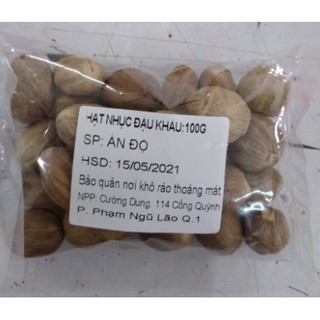 HẠT NHỤC ĐẬU KHẤU:100G
SP: ẤN ĐỘ
HSD: 15/05/2021
Bảo quản nơi khô ráo thoáng mát
NPP: Cường Dung. 114 Cống Quỳnh
P. Phạm Ngũ Lão Q.1